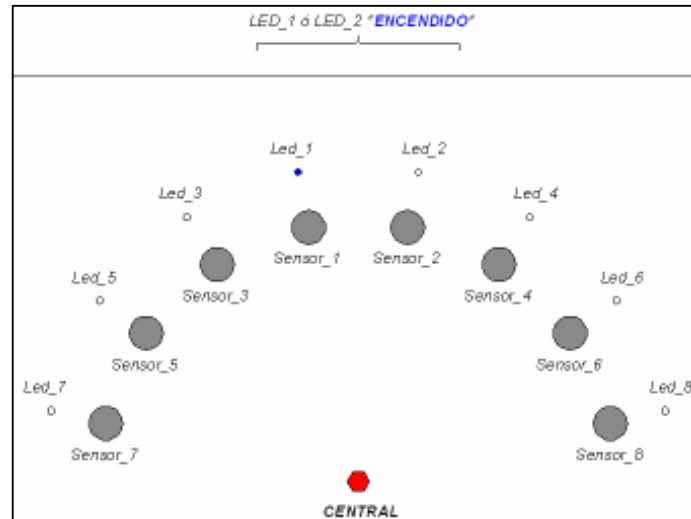 LED_1 ó LED_2 "ENCENDIDO"
Led_1
Led_2
Led_3
Led_4
Sensor_1
Sensor_2
Sensor_3
Sensor_4
Led_5
Led_6
Sensor_5
Sensor_6
Led_7
Led_8
Sensor_7
Sensor_8
CENTRAL